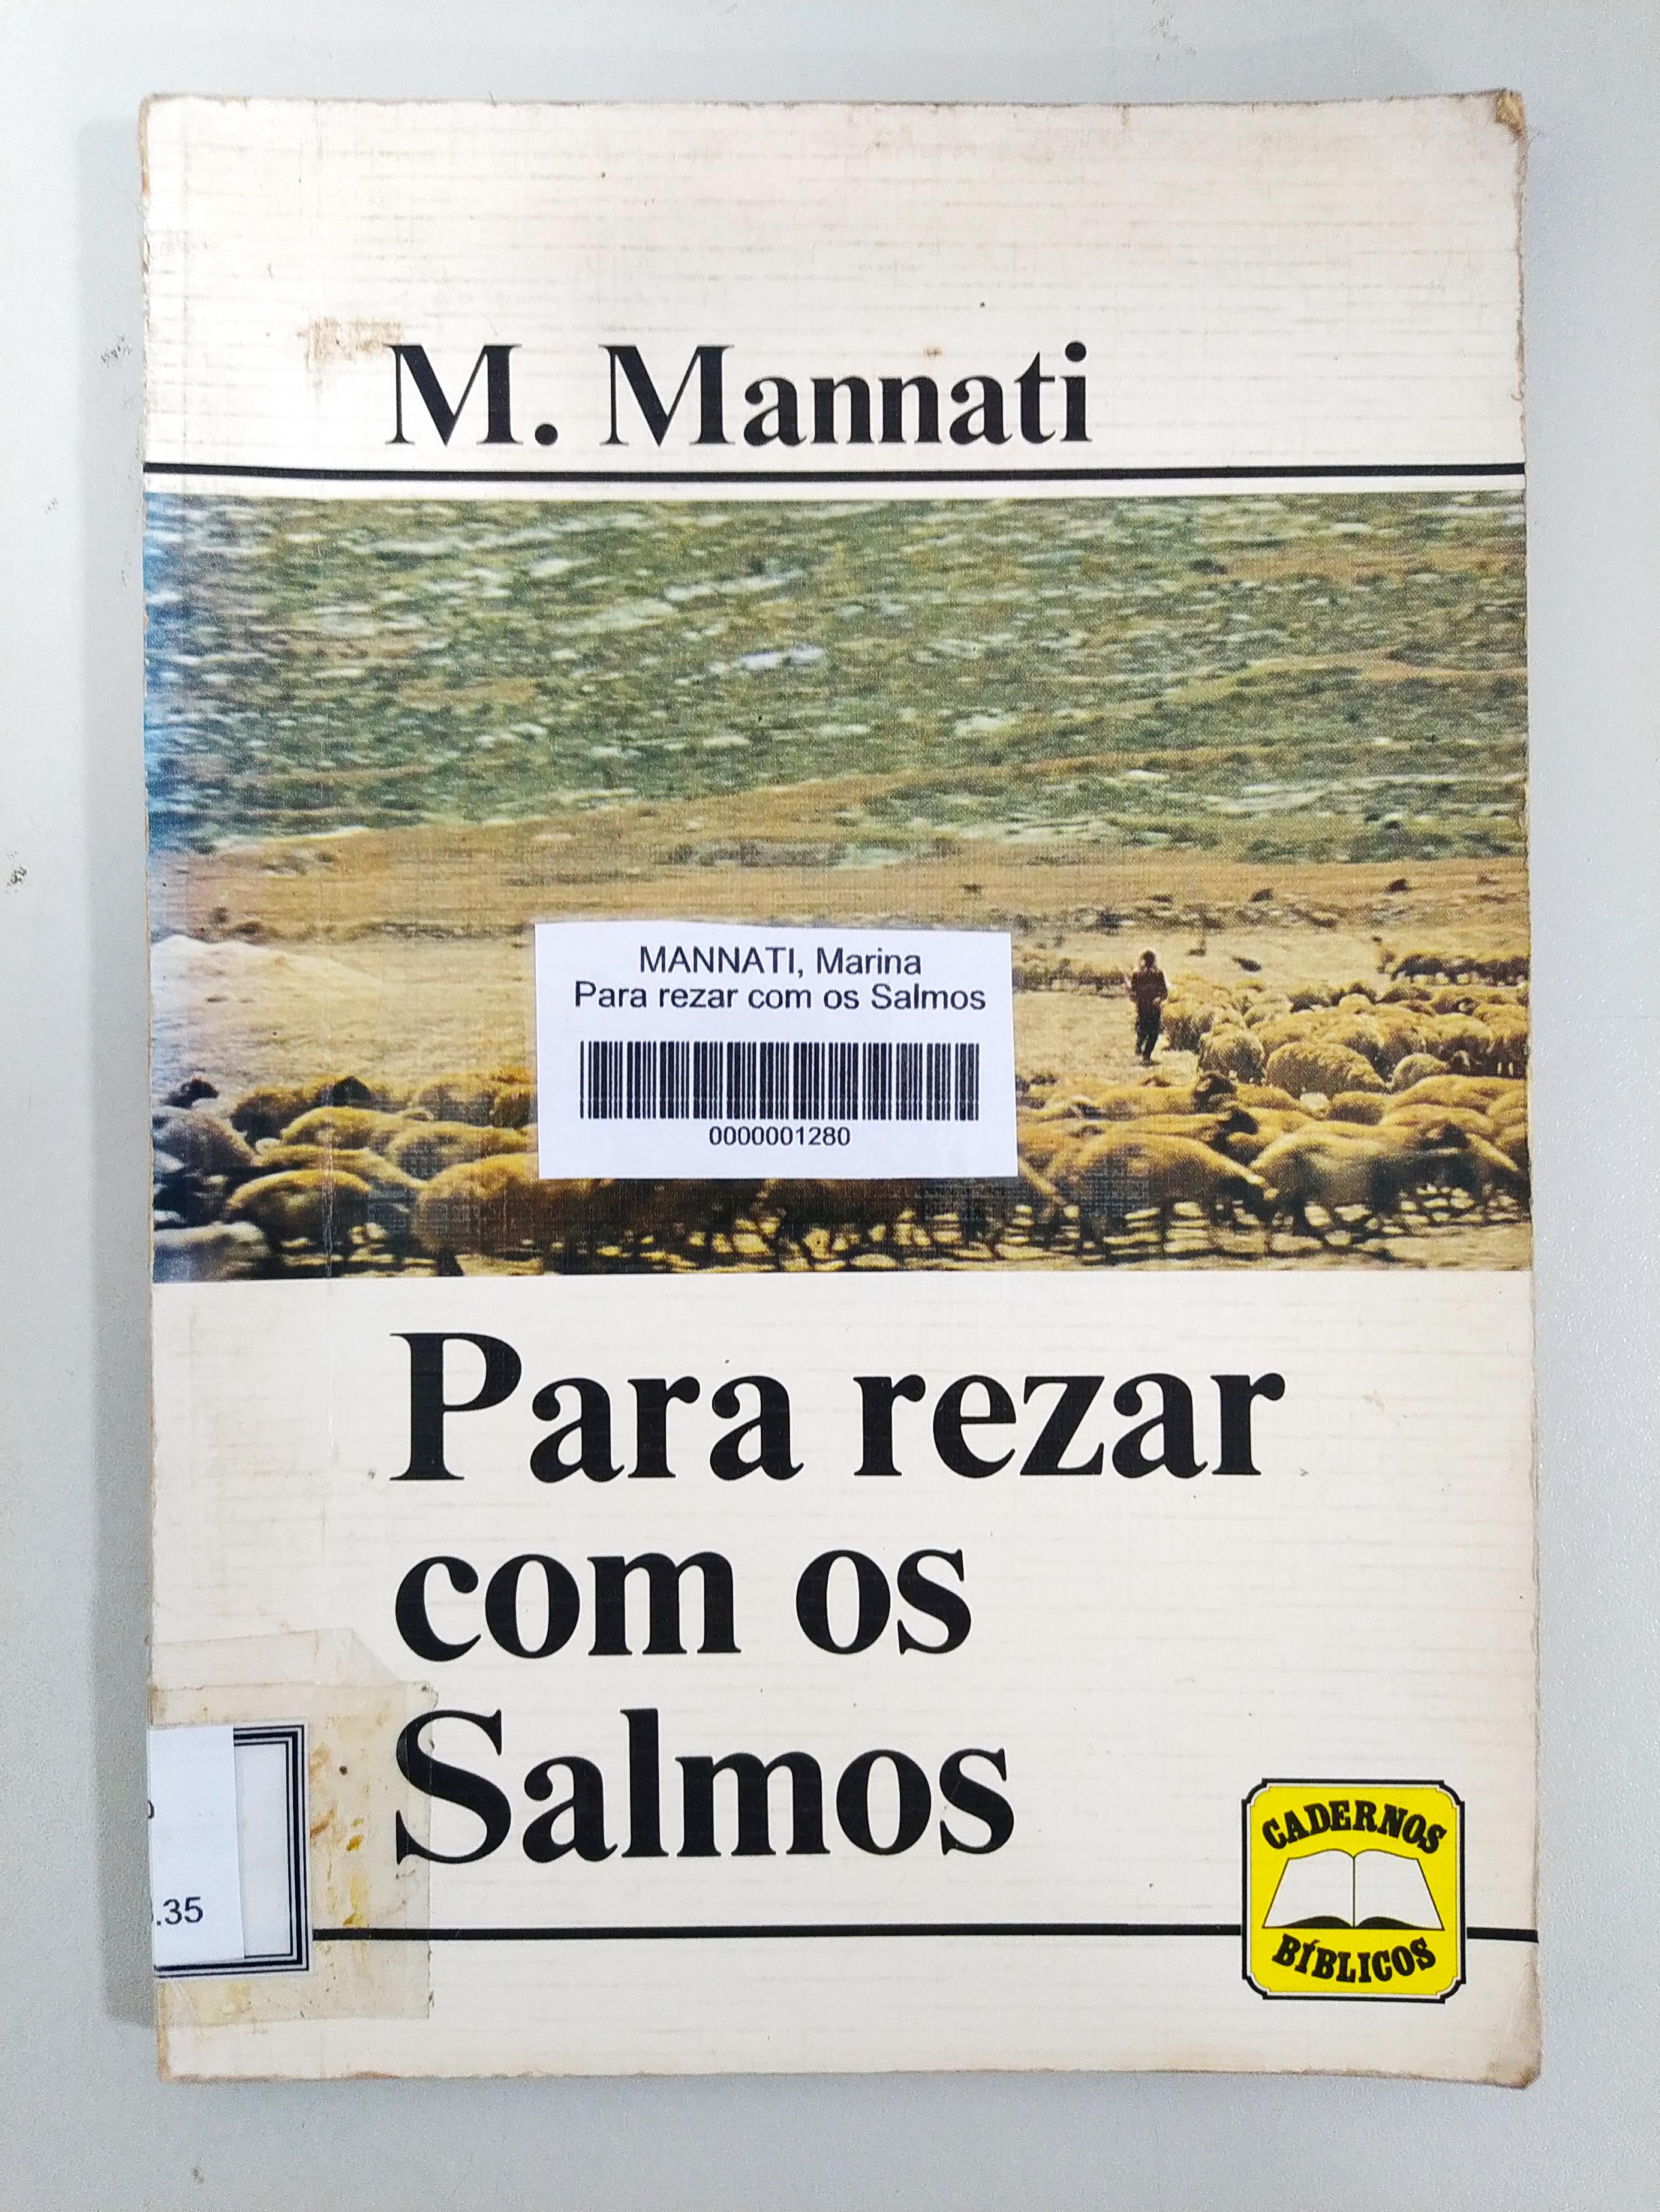 M. Mannati
MANNATI, Marina
Para rezar com os Salmos
0000001280
Para rezar
com os
Salmos
.35
CADERNOS
BÍBLICOS